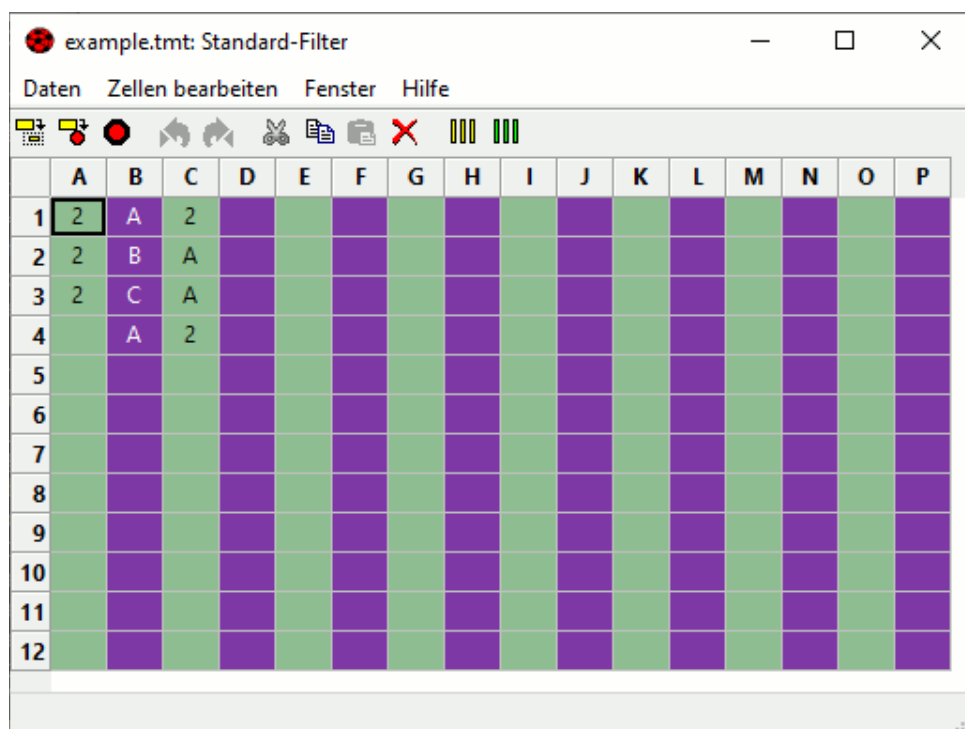 example.tmt: Standard-Filter
Daten Zellen bearbeiten Fenster Hilfe
A B C D E F G H I J K L M N O P
1 2 A 2
2 2 B A
3 2 C A
4 A 2
5
6
7
8
9
10
11
12